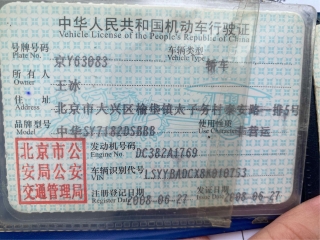 中华人民共和国机动车行驶证
Vehicle License of the People's Republic of China
号牌号码 Plate No. 京Y63083 车辆类型 Vehicle Type 轿车
所有人 Owner 王冰
住址 Address 北京市大兴区榆垡镇太子务村泰安路一排5号
品牌型号 Model 中华SY7182DSBBB 使用性质 非营运
北京市公安局公安交通管理局
发动机号码 Engine No. DC382A1769
车辆识别代号 VIN LSYYBADCX8K010753
注册登记日期 Register Date 2008-06-27 发证日期 Issue Date 2008-06-27